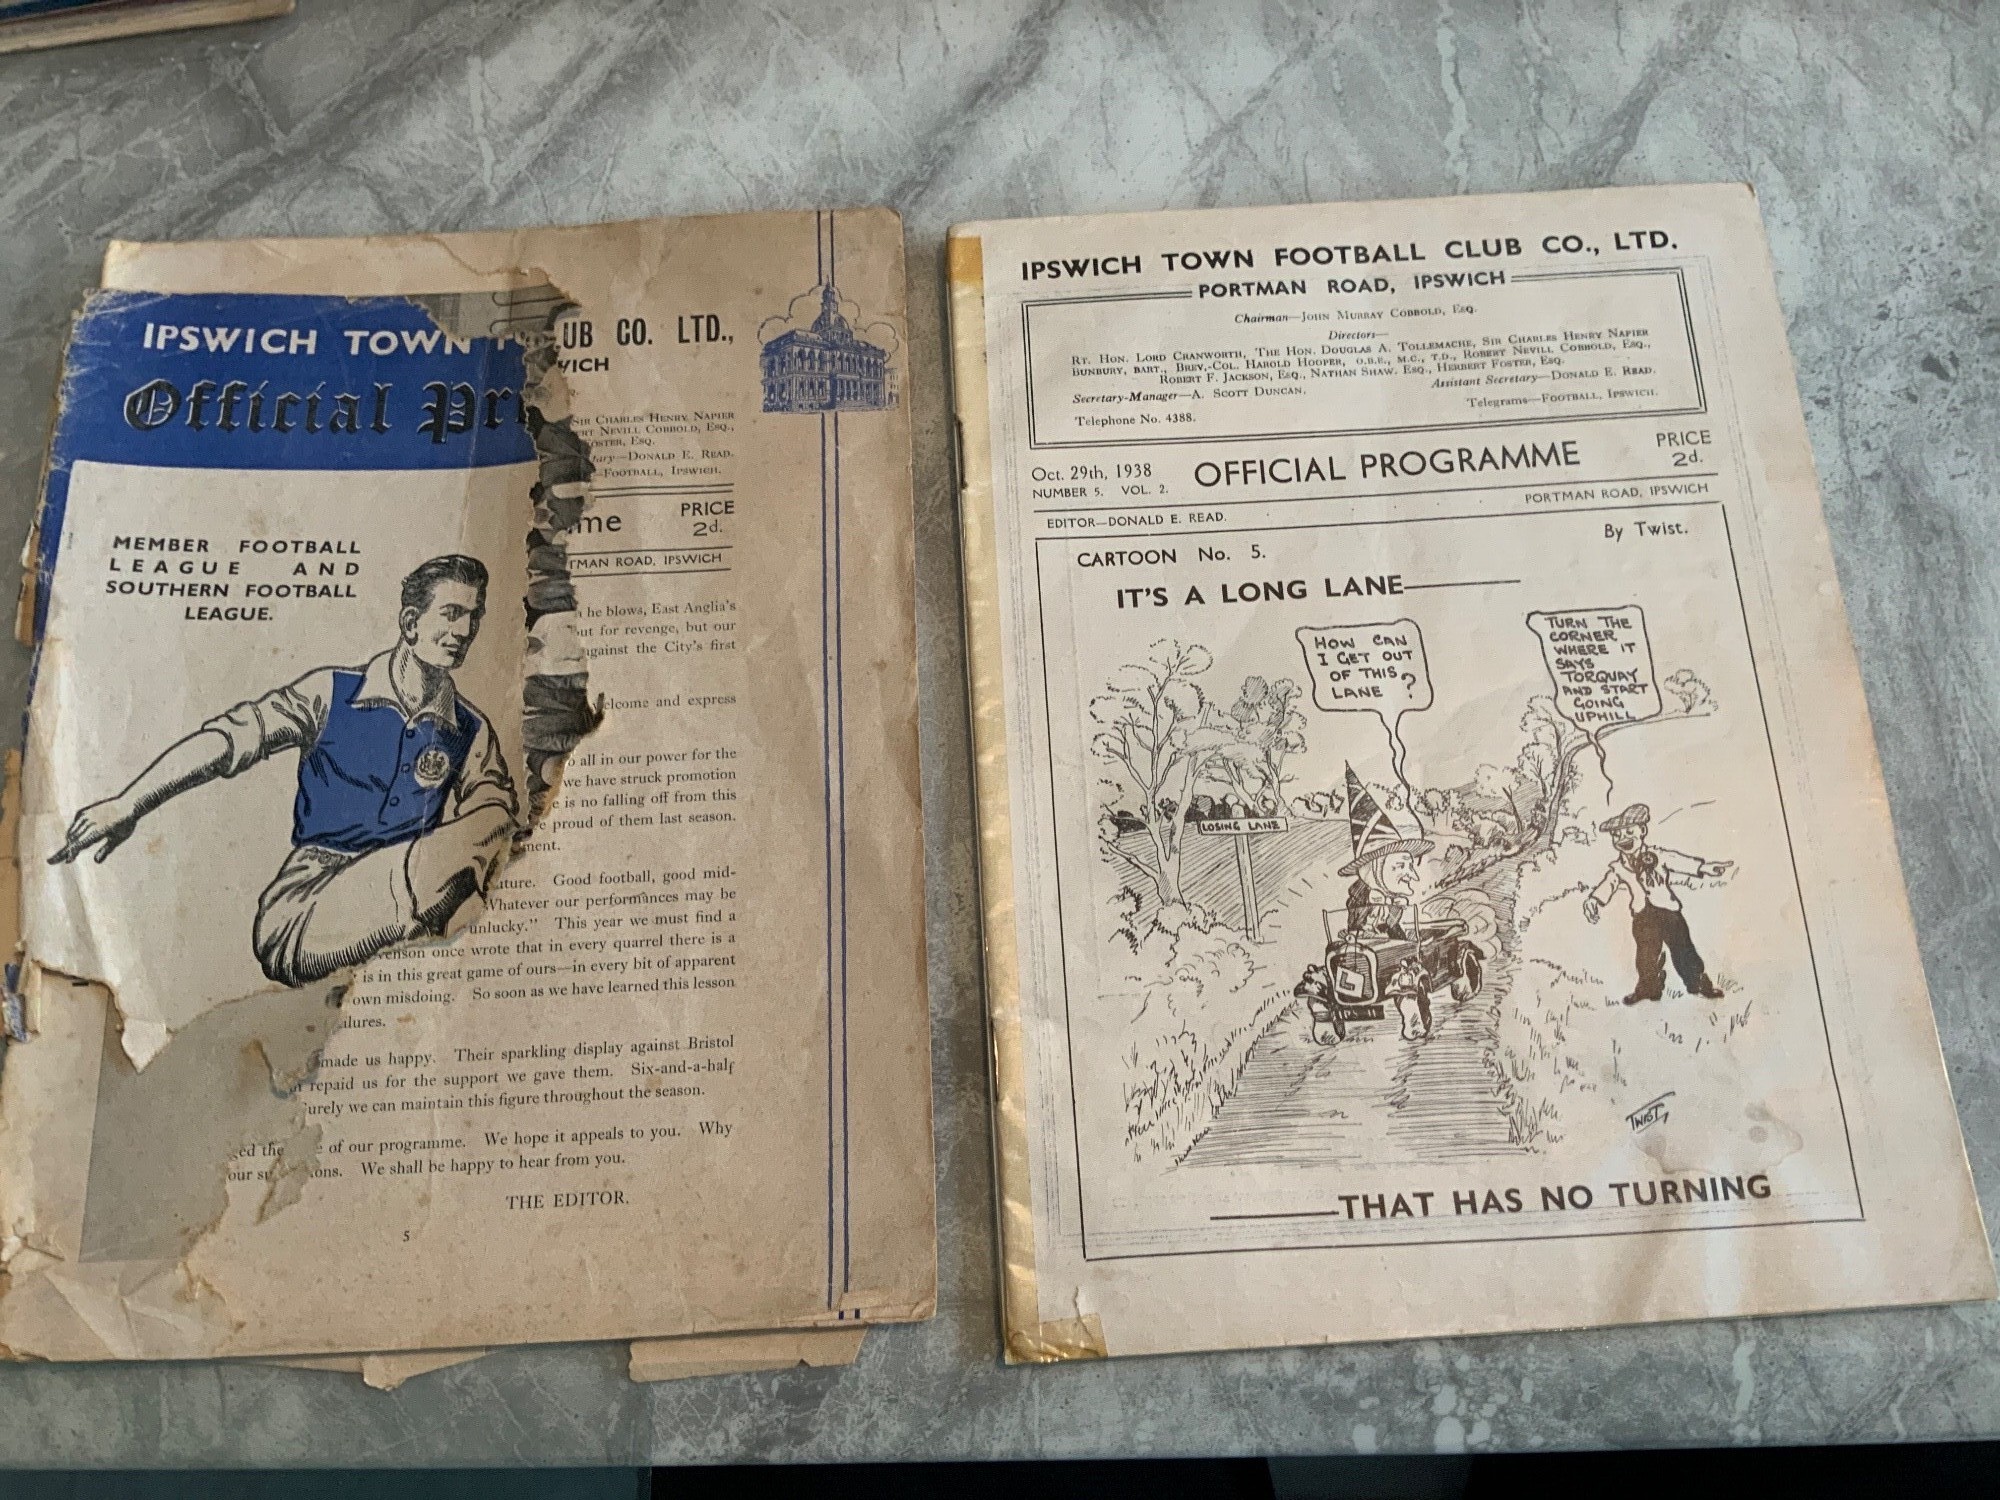 IPSWICH TOWN
Official Pr
MEMBER FOOTBALL
LEAGUE AND
SOUTHERN FOOTBALL
LEAGUE.
UB CO. LTD.,
WICH
SIR CHARLES HENRY NAPIER
RT NEVILL COBBOLD, ESQ.,
OSTER, ESQ.
tary—DONALD E. READ.
—FOOTBALL, IPSWICH.
me
PRICE
2d.
TMAN ROAD, IPSWICH
he blows, East Anglia's
out for revenge, but our
against the City's first
elcome and express
o all in our power for the
we have struck promotion
e is no falling off from this
e proud of them last season.
ment.
uture. Good football, good mid-
Whatever our performances may be
unlucky." This year we must find a
venson once wrote that in every quarrel there is a
is in this great game of ours—in every bit of apparent
own misdoing. So soon as we have learned this lesson
ilures.
made us happy. Their sparkling display against Bristol
repaid us for the support we gave them. Six-and-a-half
urely we can maintain this figure throughout the season.
ed the of our programme. We hope it appeals to you. Why
our su ons. We shall be happy to hear from you.
THE EDITOR.
5
IPSWICH TOWN FOOTBALL CLUB CO., LTD.
PORTMAN ROAD, IPSWICH
Chairman—JOHN MURRAY COBBOLD, ESQ.
Directors—
RT. HON. LORD CRANWORTH, THE HON. DOUGLAS A. TOLLEMACHE, SIR CHARLES HENRY NAPIER
BUNBURY, BART., BREV.-COL. HAROLD HOOPER, O.B.E., M.C., T.D., ROBERT NEVILL COBBOLD, ESQ.,
ROBERT F. JACKSON, ESQ., NATHAN SHAW, ESQ., HERBERT FOSTER, ESQ.
Secretary-Manager—A. SCOTT DUNCAN. Assistant Secretary—DONALD E. READ.
Telephone No. 4388. Telegrams—FOOTBALL, IPSWICH.
Oct. 29th, 1938
NUMBER 5. VOL. 2.
OFFICIAL PROGRAMME
PRICE
2d.
EDITOR—DONALD E. READ. PORTMAN ROAD, IPSWICH
CARTOON No. 5. By Twist.
IT'S A LONG LANE—
HOW CAN
I GET OUT
OF THIS
LANE ?
TURN THE
CORNER
WHERE IT
SAYS
TORQUAY
AND START
GOING
UPHILL
LOSING LANE
TWIST
—THAT HAS NO TURNING